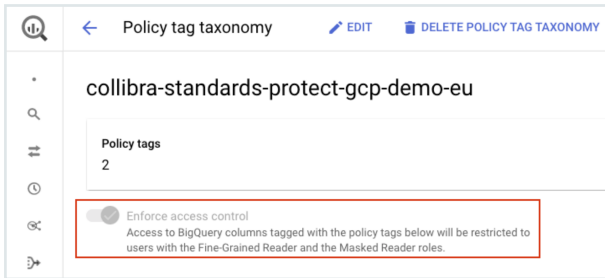 Policy tag taxonomy
EDIT
DELETE POLICY TAG TAXONOMY
collibra-standards-protect-gcp-demo-eu
Policy tags
2
Enforce access control
Access to BigQuery columns tagged with the policy tags below will be restricted to
users with the Fine-Grained Reader and the Masked Reader roles.